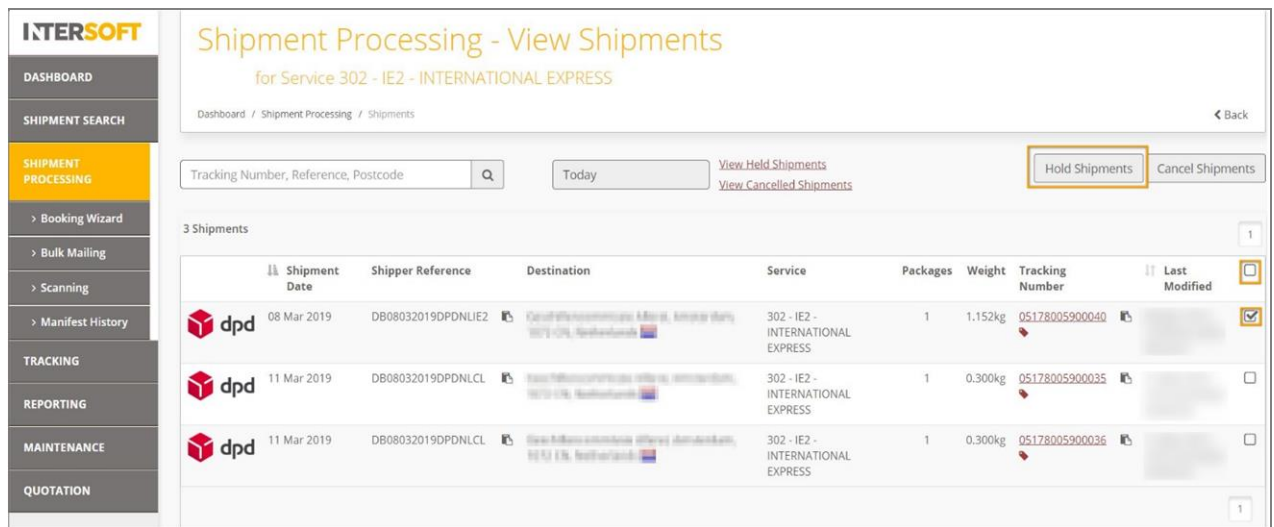 INTERSOFT
DASHBOARD
SHIPMENT SEARCH
SHIPMENT
PROCESSING
> Booking Wizard
> Bulk Mailing
> Scanning
> Manifest History
TRACKING
REPORTING
MAINTENANCE
QUOTATION
Shipment Processing - View Shipments
for Service 302 - IE2 - INTERNATIONAL EXPRESS
Dashboard / Shipment Processing / Shipments
Back
Tracking Number, Reference, Postcode
Today
View Held Shipments
View Cancelled Shipments
Hold Shipments
Cancel Shipments
3 Shipments
1
Shipment
Date
Shipper Reference
Destination
Service
Packages
Weight
Tracking
Number
Last
Modified
dpd
08 Mar 2019
DB08032019DPDNLIE2
302 - IE2 -
INTERNATIONAL
EXPRESS
1
1.152kg
05178005900040
dpd
11 Mar 2019
DB08032019DPDNLCL
302 - IE2 -
INTERNATIONAL
EXPRESS
1
0.300kg
05178005900035
dpd
11 Mar 2019
DB08032019DPDNLCL
302 - IE2 -
INTERNATIONAL
EXPRESS
1
0.300kg
05178005900036
1